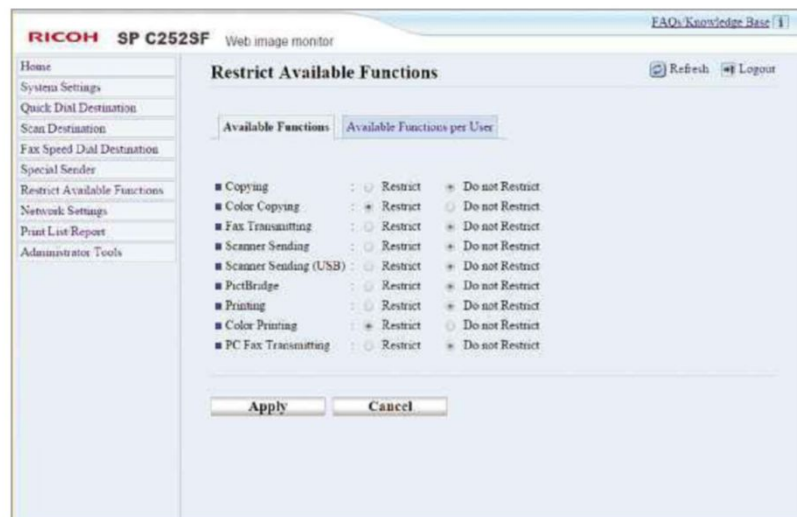 FAQs/Knowledge Base
RICOH SP C252SF Web image monitor
Home
System Settings
Quick Dial Destination
Scan Destination
Fax Speed Dial Destination
Special Sender
Restrict Available Functions
Network Settings
Print List/Report
Administrator Tools
Restrict Available Functions
Refresh Logout
Available Functions Available Functions per User
Copying : Restrict Do not Restrict
Color Copying : Restrict Do not Restrict
Fax Transmitting : Restrict Do not Restrict
Scanner Sending : Restrict Do not Restrict
Scanner Sending (USB) : Restrict Do not Restrict
PictBridge : Restrict Do not Restrict
Printing : Restrict Do not Restrict
Color Printing : Restrict Do not Restrict
PC Fax Transmitting : Restrict Do not Restrict
Apply Cancel